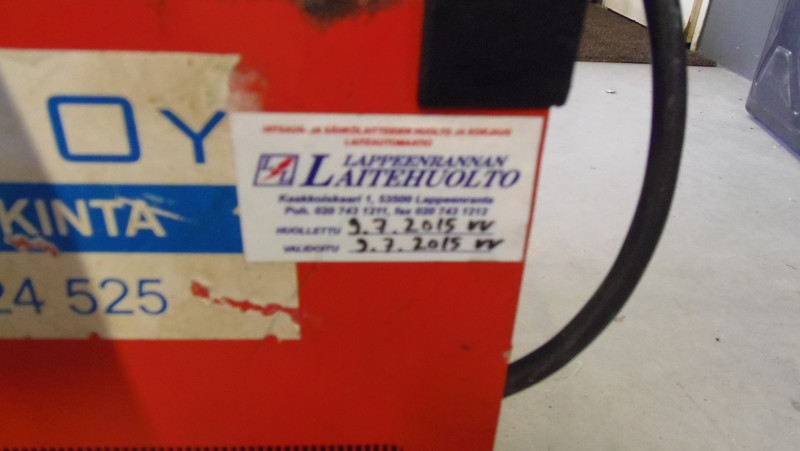 OY
KINTA
24 525
HITSAUS- JA SÄHKÖLAITTEIDEN HUOLTO JA KORJAUS
LAITEAUTOMAATIO
LAPPEENRANNAN
LAITEHUOLTO
Kaakkoiskaari 1, 53500 Lappeenranta
Puh. 020 743 1211, fax 020 743 1212
HUOLLETTU 9.7.2015 VV
VALIDOITU 9.7.2015 VV